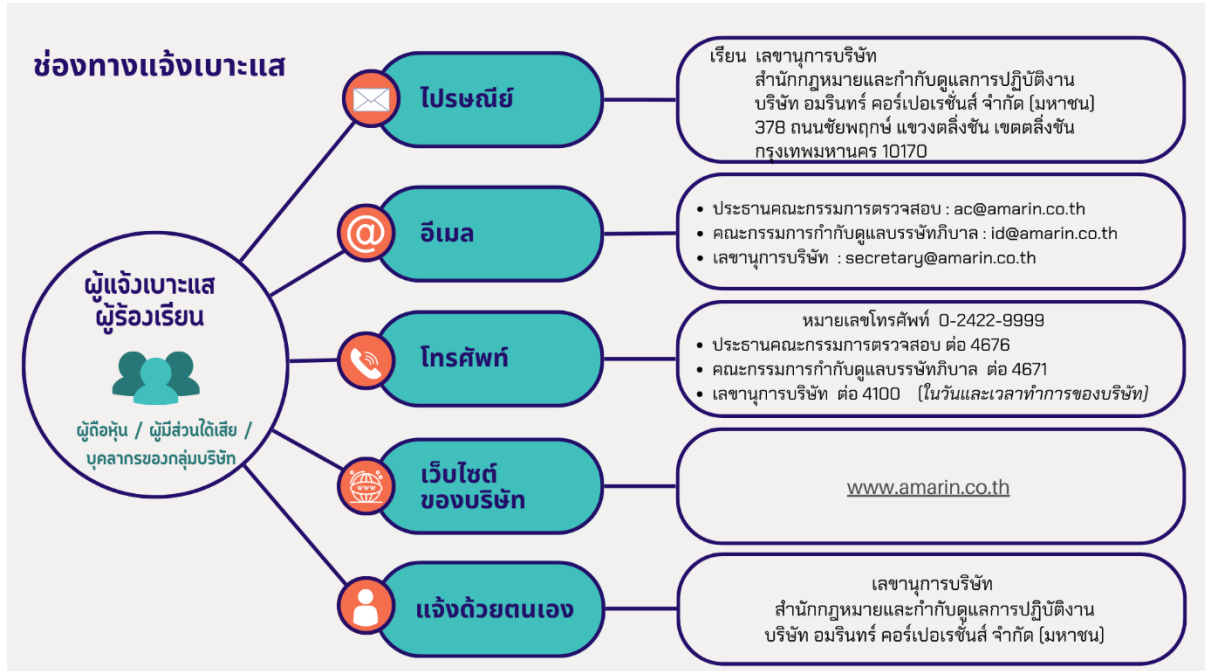 ช่องทางแจ้งเบาะแส
ผู้แจ้งเบาะแส
ผู้ร้องเรียน
ผู้ถือหุ้น / ผู้มีส่วนได้เสีย /
บุคลากรของกลุ่มบริษัท
ไปรษณีย์
เรียน เลขานุการบริษัท
สำนักกฎหมายและกำกับดูแลการปฏิบัติงาน
บริษัท อมรินทร์ คอร์เปอเรชั่นส์ จำกัด (มหาชน)
378 ถนนชัยพฤกษ์ แขวงตลิ่งชัน เขตตลิ่งชัน
กรุงเทพมหานคร 10170
@
อีเมล
• ประธานคณะกรรมการตรวจสอบ : ac@amarin.co.th
• คณะกรรมการกำกับดูแลบรรษัทภิบาล : id@amarin.co.th
• เลขานุการบริษัท : secretary@amarin.co.th
โทรศัพท์
หมายเลขโทรศัพท์ 0-2422-9999
• ประธานคณะกรรมการตรวจสอบ ต่อ 4676
• คณะกรรมการกำกับดูแลบรรษัทภิบาล ต่อ 4671
• เลขานุการบริษัท ต่อ 4100 (ในวันและเวลาทำการของบริษัท)
www
เว็บไซต์
ของบริษัท
www.amarin.co.th
แจ้งด้วยตนเอง
เลขานุการบริษัท
สำนักกฎหมายและกำกับดูแลการปฏิบัติงาน
บริษัท อมรินทร์ คอร์เปอเรชั่นส์ จำกัด (มหาชน)